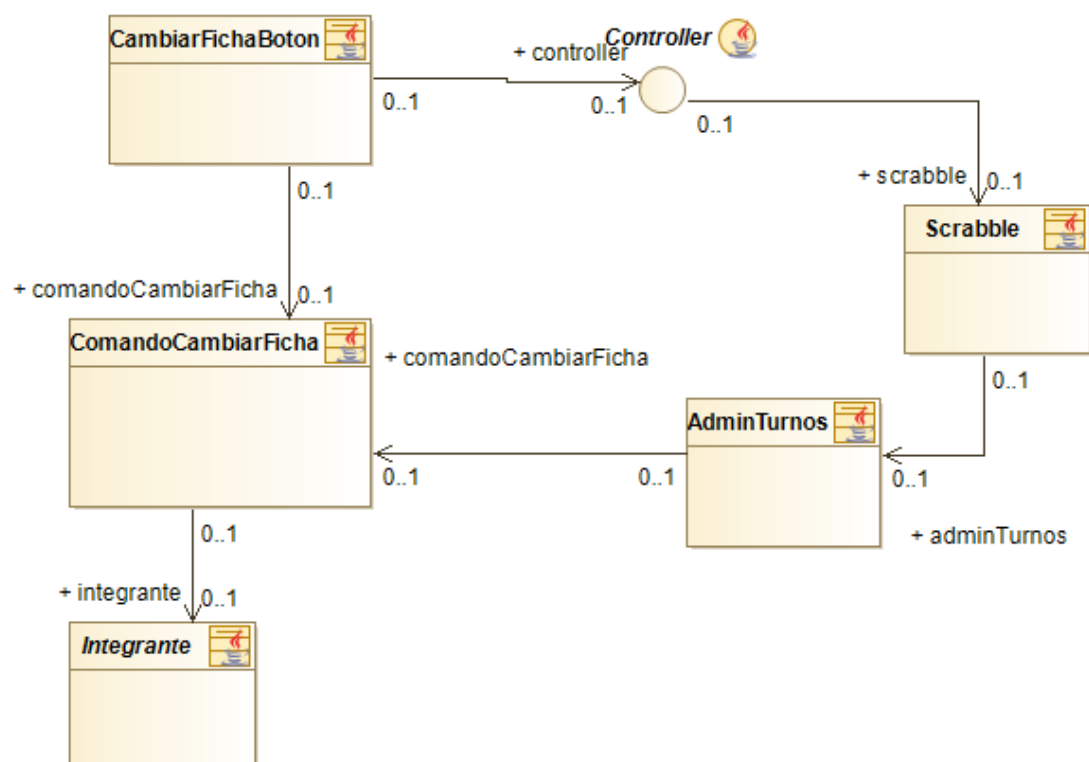 CambiarFichaBoton
Controller
+ controller
0..1
0..1
0..1
0..1
+ scrabble
0..1
Scrabble
+ comandoCambiarFicha
0..1
ComandoCambiarFicha
+ comandoCambiarFicha
0..1
AdminTurnos
0..1
0..1
0..1
+ adminTurnos
0..1
+ integrante
0..1
Integrante